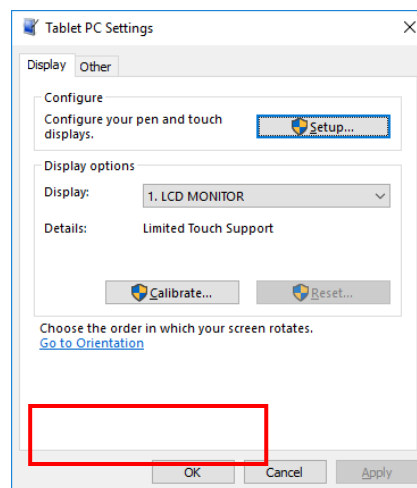 Tablet PC Settings
Display Other
Configure
Configure your pen and touch
displays.
Setup...
Display options
Display: 1. LCD MONITOR
Details: Limited Touch Support
Calibrate... Reset...
Choose the order in which your screen rotates.
Go to Orientation
OK Cancel Apply